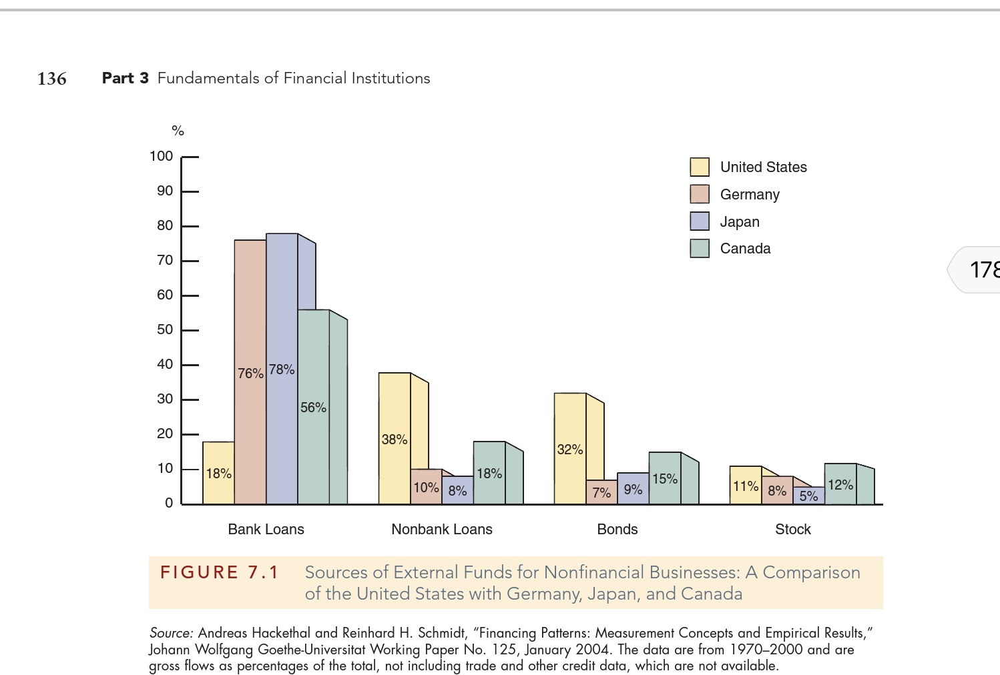 136 Part 3 Fundamentals of Financial Institutions
%
100
90
80
70
60
50
40
30
20
10
0
United States
Germany
Japan
Canada
178
18%
76%
78%
56%
38%
10%
8%
18%
32%
7%
9%
15%
11%
8%
5%
12%
Bank Loans Nonbank Loans Bonds Stock
FIGURE 7.1 Sources of External Funds for Nonfinancial Businesses: A Comparison
of the United States with Germany, Japan, and Canada
Source: Andreas Hackethal and Reinhard H. Schmidt, “Financing Patterns: Measurement Concepts and Empirical Results,”
Johann Wolfgang Goethe-Universitat Working Paper No. 125, January 2004. The data are from 1970–2000 and are
gross flows as percentages of the total, not including trade and other credit data, which are not available.